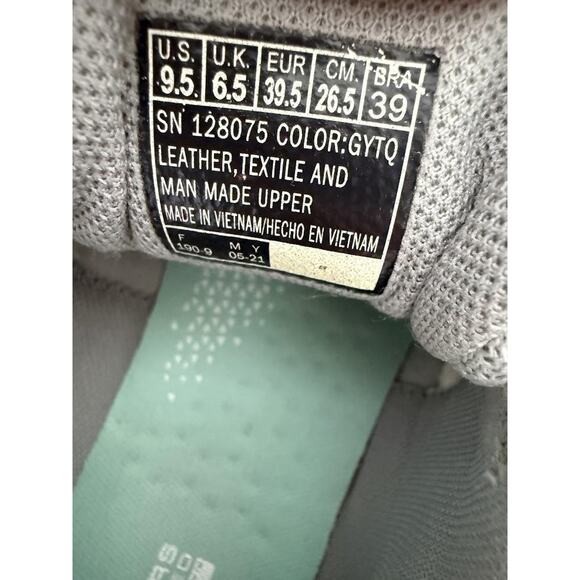 U.S. U.K. EUR CM. BRA
9.5 6.5 39.5 26.5 39
SN 128075 COLOR:GYTQ
LEATHER,TEXTILE AND
MAN MADE UPPER
MADE IN VIETNAM/HECHO EN VIETNAM
F M Y
190-9 05-21